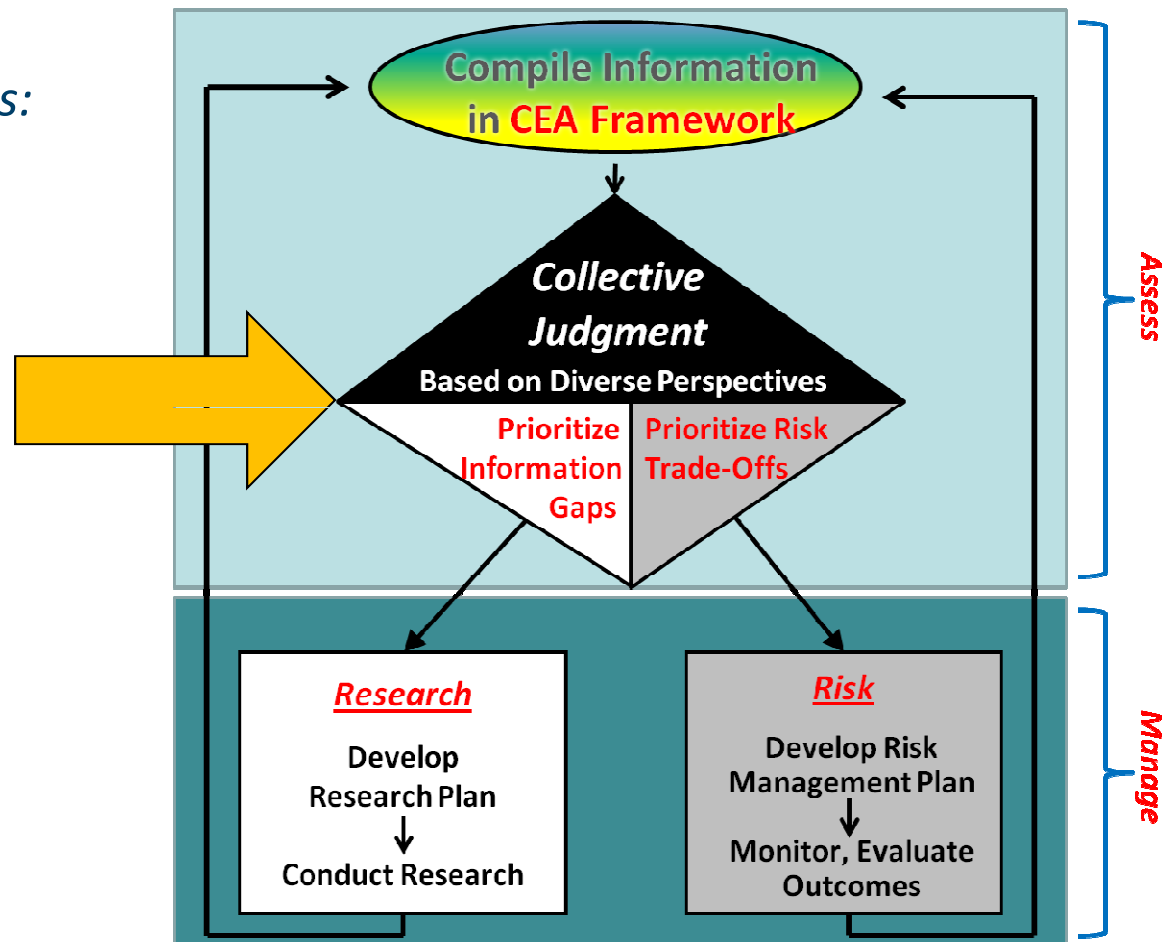 s:
Compile Information
in CEA Framework
Collective
Judgment
Based on Diverse Perspectives
Prioritize
Information
Gaps
Prioritize Risk
Trade-Offs
Assess
Research
Develop
Research Plan
Conduct Research
Risk
Develop Risk
Management Plan
Monitor, Evaluate
Outcomes
Manage